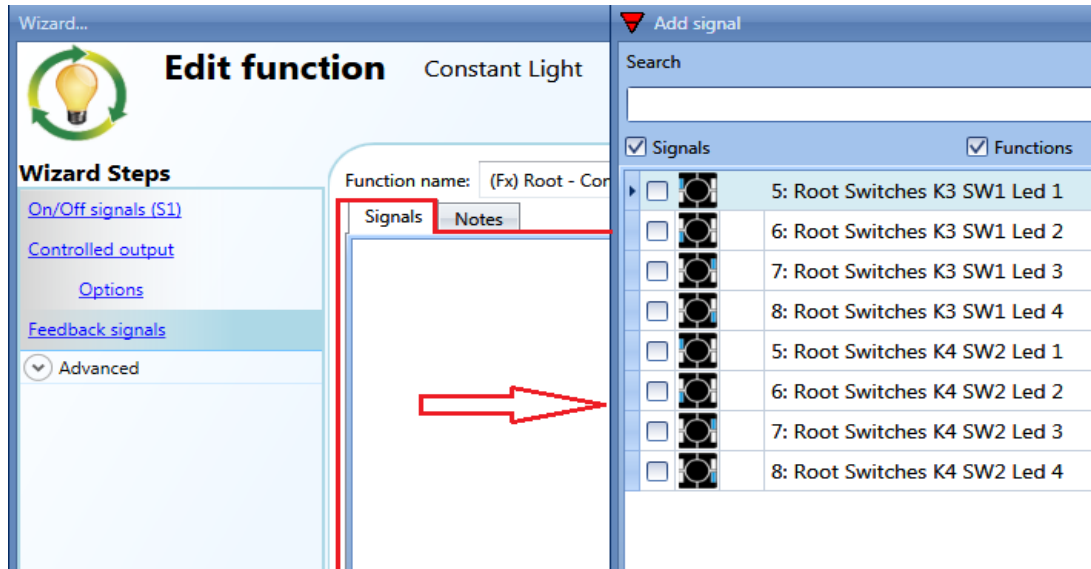 Wizard...
Edit function Constant Light
Wizard Steps
On/Off signals (S1)
Controlled output
Options
Feedback signals
Advanced
Function name: (Fx) Root - Con
Signals Notes
Add signal
Search
Signals Functions
5: Root Switches K3 SW1 Led 1
6: Root Switches K3 SW1 Led 2
7: Root Switches K3 SW1 Led 3
8: Root Switches K3 SW1 Led 4
5: Root Switches K4 SW2 Led 1
6: Root Switches K4 SW2 Led 2
7: Root Switches K4 SW2 Led 3
8: Root Switches K4 SW2 Led 4